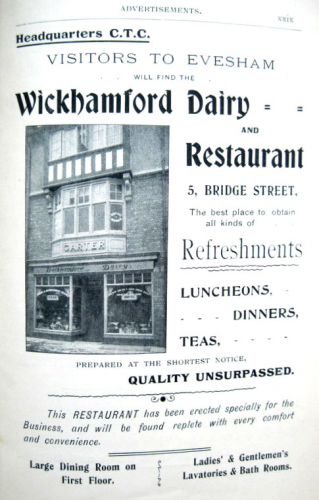 ADVERTISEMENTS.
xxix
Headquarters C.T.C.
VISITORS TO EVESHAM
WILL FIND THE
Wickhamford Dairy
AND
Restaurant
5, BRIDGE STREET.
The best place to obtain
all kinds of
Refreshments
LUNCHEONS,
DINNERS,
TEAS,
CARTER
Wickhamford Dairy.
PREPARED AT THE SHORTEST NOTICE.
QUALITY UNSURPASSED.
This RESTAURANT has been erected specially for the
Business, and will be found replete with every comfort
and convenience.
Large Dining Room on
First Floor.
Ladies' & Gentlemen's
Lavatories & Bath Rooms.